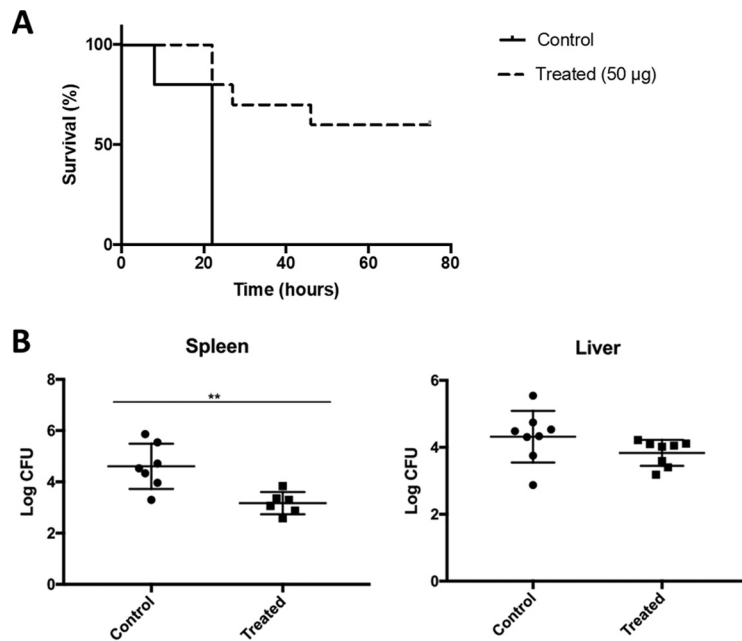 A
Survival (%)
100
50
0
0 20 40 60 80
Time (hours)
Control
Treated (50 µg)
B
Spleen
Log CFU
8
6
4
2
0
**
Control
Treated
Liver
Log CFU
6
4
2
0
Control
Treated